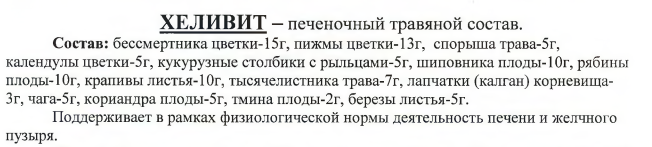 ХЕЛИВИТ – печеночный травяной состав.
Состав: бессмертника цветки-15г, пижмы цветки-13г, спорыша трава-5г,
календулы цветки-5г, кукурузные столбики с рыльцами-5г, шиповника плоды-10г, рябины
плоды-10г, крапивы листья-10г, тысячелистника трава-7г, лапчатки (калган) корневища-
3г, чага-5г, кориандра плоды-5г, тмина плоды-2г, березы листья-5г.
Поддерживает в рамках физиологической нормы деятельность печени и желчного
пузыря.